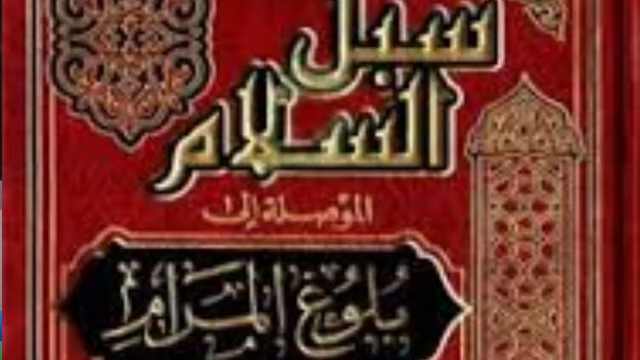 سبل
السلام
الموصلة إلى
بلوغ المرام